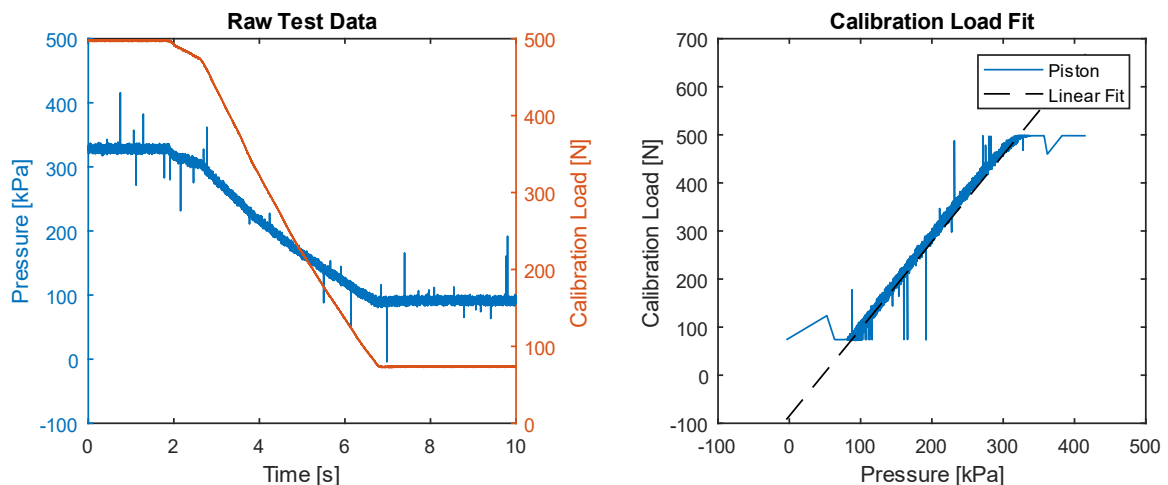 Raw Test Data
500
400
300
200
100
0
-100
Pressure [kPa]
500
400
300
200
100
0
Calibration Load [N]
0 2 4 6 8 10
Time [s]
Calibration Load Fit
700
600
500
400
300
200
100
0
-100
Calibration Load [N]
Piston
Linear Fit
-100 0 100 200 300 400 500
Pressure [kPa]